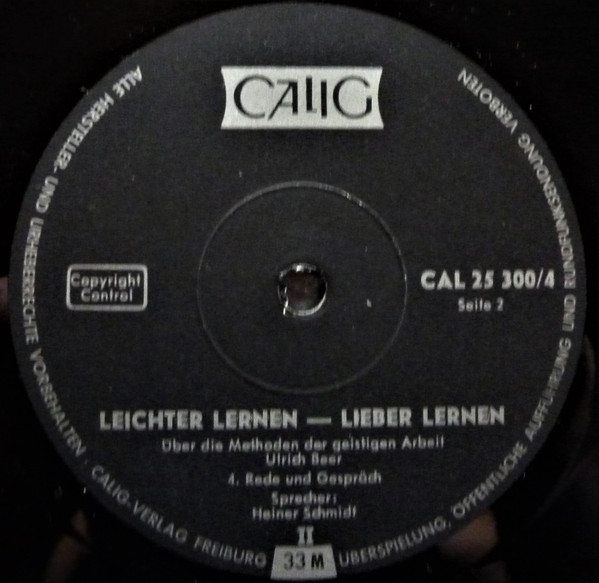 CALIG
Copyright
Control
CAL 25 300/4
Seite 2
LEICHTER LERNEN — LIEBER LERNEN
Über die Methoden der geistigen Arbeit
Ulrich Beer
4. Rede und Gespräch
Sprecher:
Heiner Schmidt
II
33 M
ALLE HERSTELLER- UND URHEBERRECHTE VORBEHALTEN · CALIG-VERLAG FREIBURG
ÜBERSPIELUNG, ÖFFENTLICHE AUFFÜHRUNG UND RUNDFUNKSENDUNG VERBOTEN